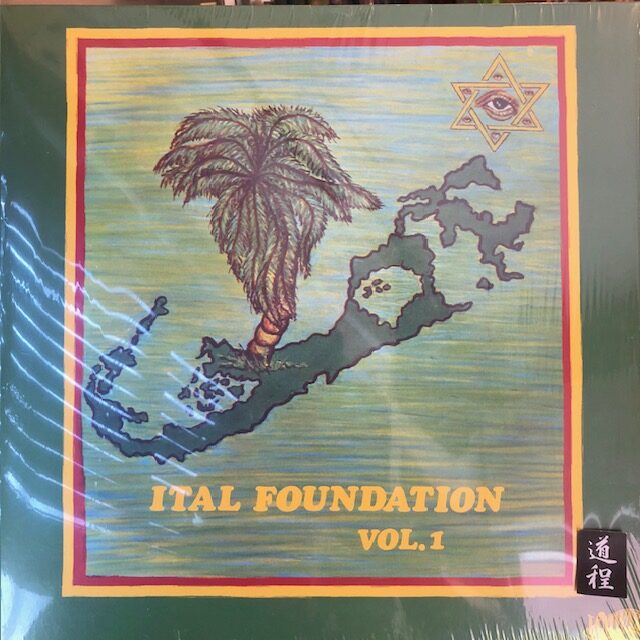 ITAL FOUNDATION
VOL. 1
道程